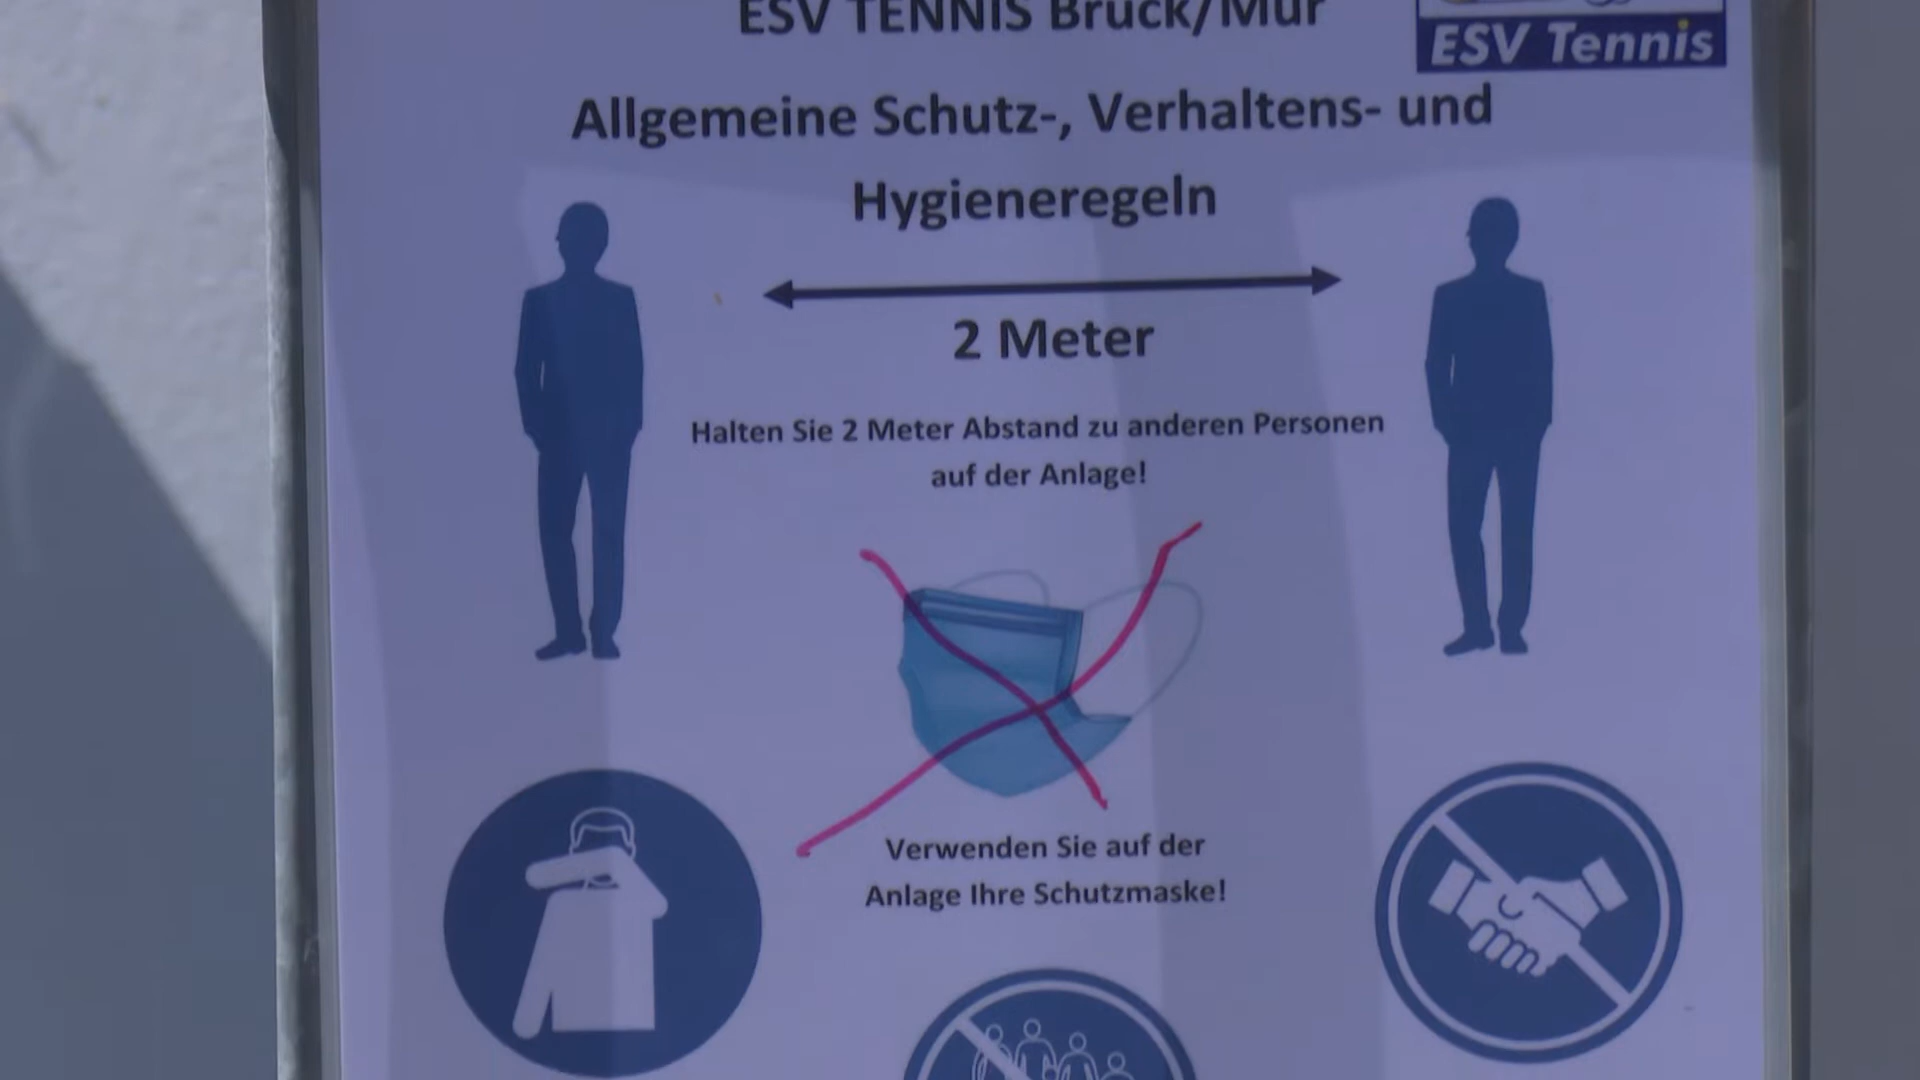 ESV TENNIS Bruck/Mur
ESV Tennis
Allgemeine Schutz-, Verhaltens- und
Hygieneregeln
2 Meter
Halten Sie 2 Meter Abstand zu anderen Personen
auf der Anlage!
Verwenden Sie auf der
Anlage Ihre Schutzmaske!